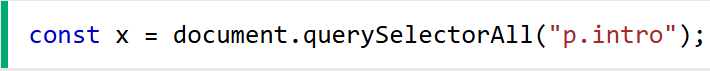 const x = document.querySelectorAll("p.intro");